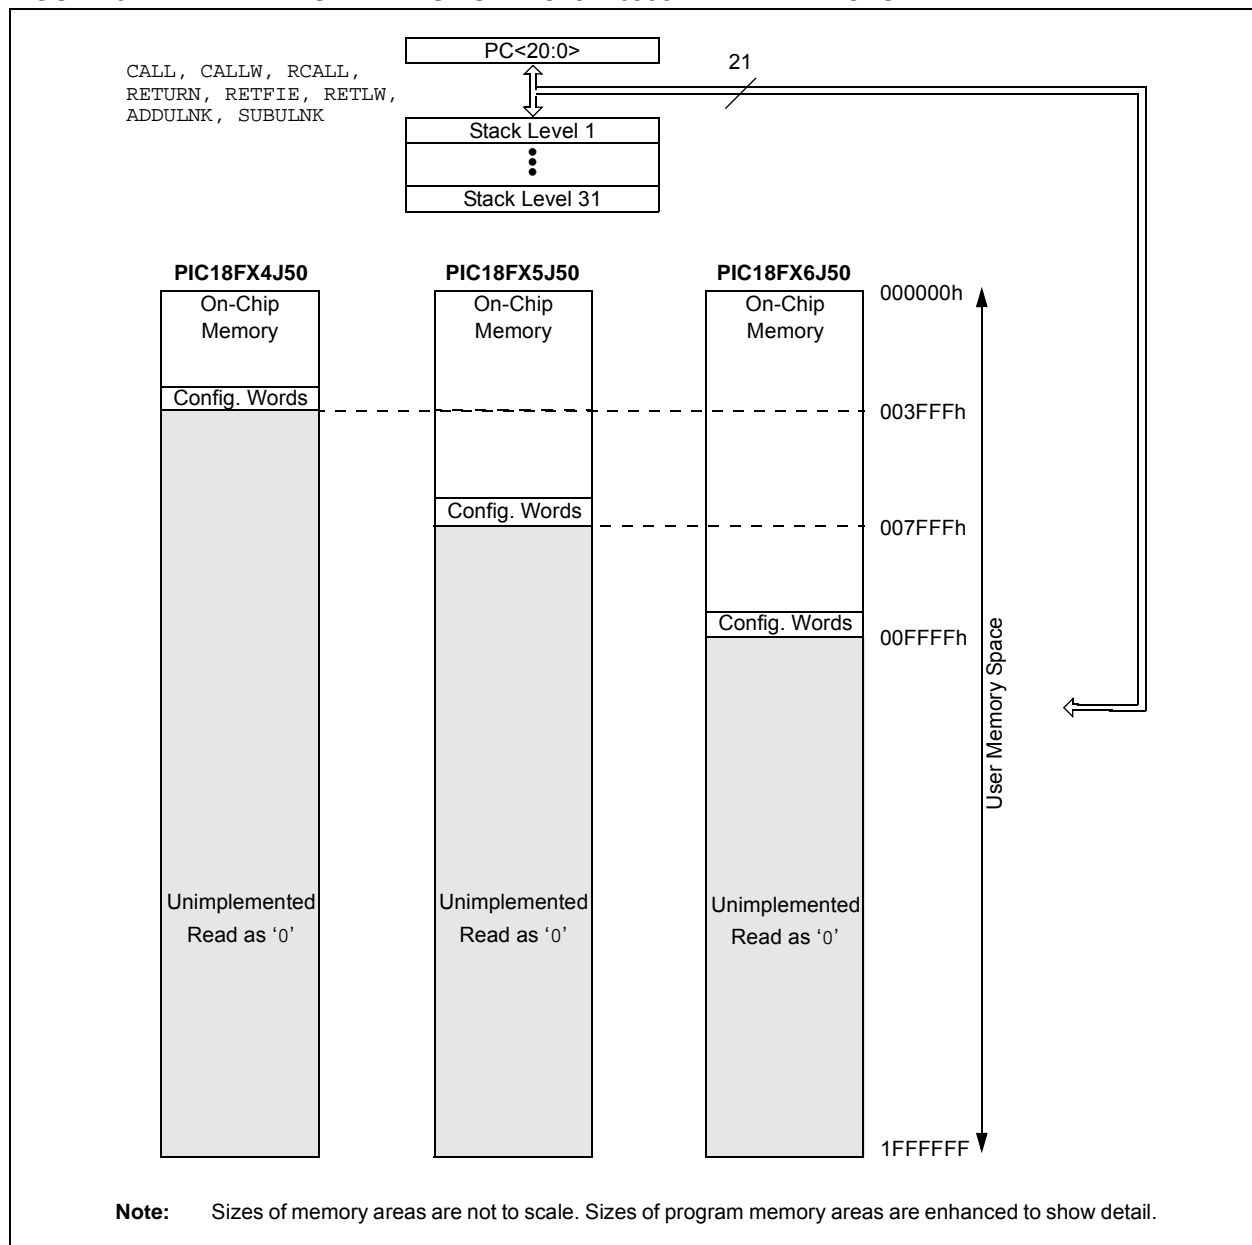 PC<20:0>
21
CALL, CALLW, RCALL,
RETURN, RETFIE, RETLW,
ADDULNK, SUBULNK
Stack Level 1
Stack Level 31
PIC18FX4J50
PIC18FX5J50
PIC18FX6J50
On-Chip
Memory
On-Chip
Memory
On-Chip
Memory
000000h
Config. Words
003FFFh
Config. Words
007FFFh
Config. Words
00FFFFh
User Memory Space
Unimplemented
Read as ‘0’
Unimplemented
Read as ‘0’
Unimplemented
Read as ‘0’
1FFFFFF
Note: Sizes of memory areas are not to scale. Sizes of program memory areas are enhanced to show detail.